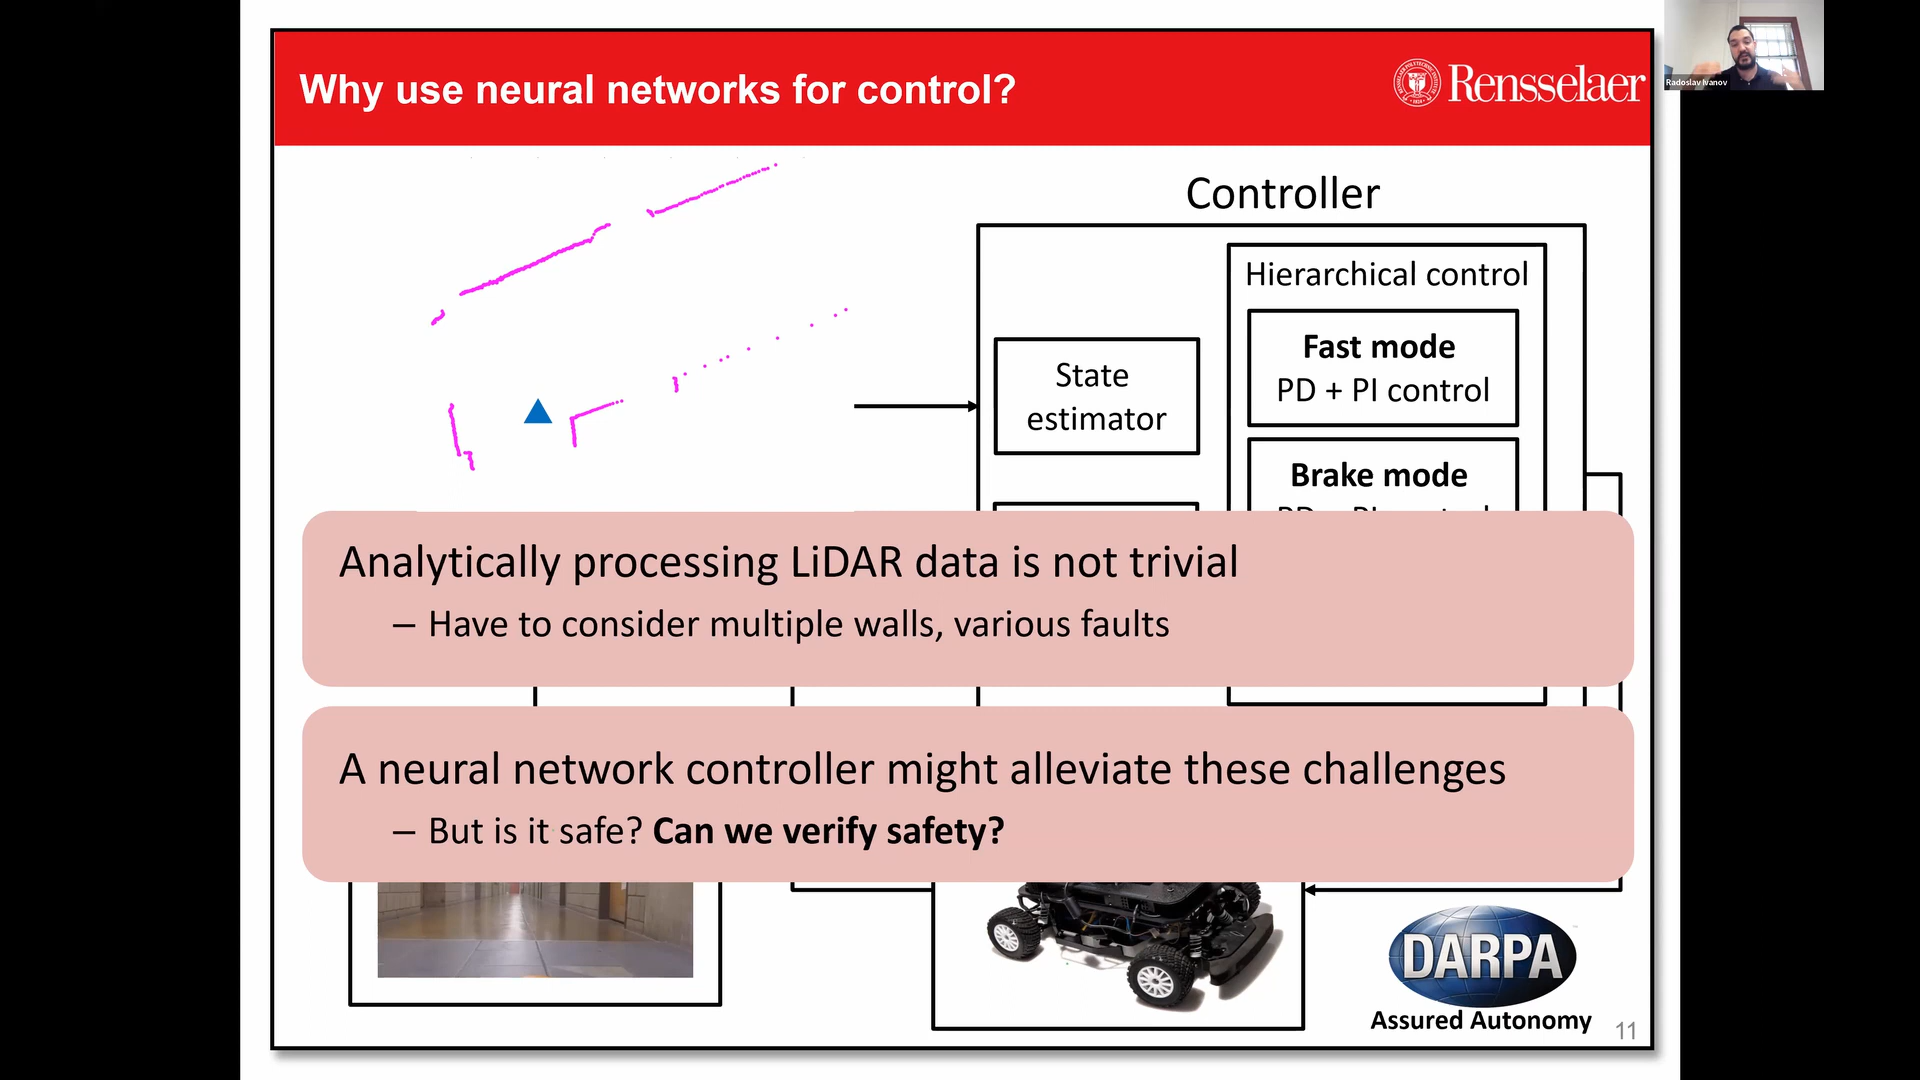 Why use neural networks for control?
Rensselaer
Radoslav Ivanov
Controller
Hierarchical control
Fast mode
PD + PI control
State
estimator
Brake mode
Analytically processing LiDAR data is not trivial
– Have to consider multiple walls, various faults
A neural network controller might alleviate these challenges
– But is it safe? Can we verify safety?
DARPA
Assured Autonomy
11